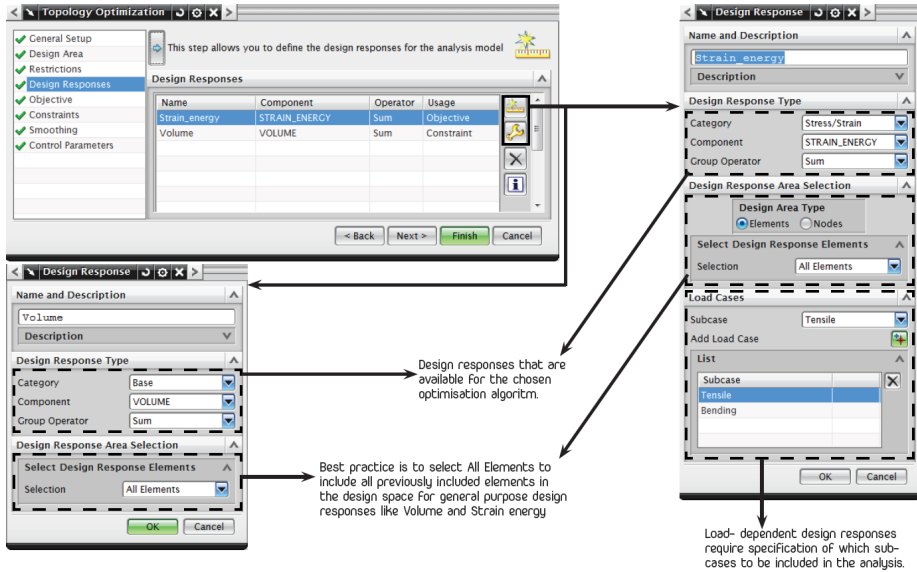 Topology Optimization
General Setup
Design Area
Restrictions
Design Responses
Objective
Constraints
Smoothing
Control Parameters
This step allows you to define the design responses for the analysis model
Design Responses
Name Component Operator Usage
Strain_energy STRAIN_ENERGY Sum Objective
Volume VOLUME Sum Constraint
< Back Next > Finish Cancel
Design Response
Name and Description
Strain_energy
Description
Design Response Type
Category Stress/Strain
Component STRAIN_ENERGY
Group Operator Sum
Design Response Area Selection
Design Area Type
Elements Nodes
Select Design Response Elements
Selection All Elements
Load Cases
Subcase Tensile
Add Load Case
List
Subcase
Tensile
Bending
OK Cancel
Load- dependent design responses
require specification of which sub-
cases to be included in the analysis.
Design Response
Name and Description
Volume
Description
Design Response Type
Category Base
Component VOLUME
Group Operator Sum
Design Response Area Selection
Select Design Response Elements
Selection All Elements
OK Cancel
Design responses that are
available for the chosen
optimisation algoritm.
Best practice is to select All Elements to
include all previously included elements in
the design space for general purpose design
responses like Volume and Strain energy